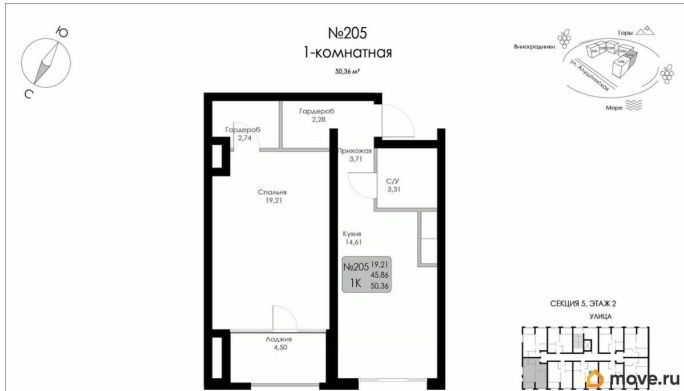 №205
1-комнатная
50,36 м²
Ю
С
Горы
Виноградники
ул. Алуштинская
Море
Гардероб
2,28
Гардероб
2,74
Прихожая
3,71
С/У
3,31
Спальня
19,21
Кухня
14,61
№205 19,21
45,86
1К 50,36
Лоджия
4,50
СЕКЦИЯ 5, ЭТАЖ 2
УЛИЦА
move.ru